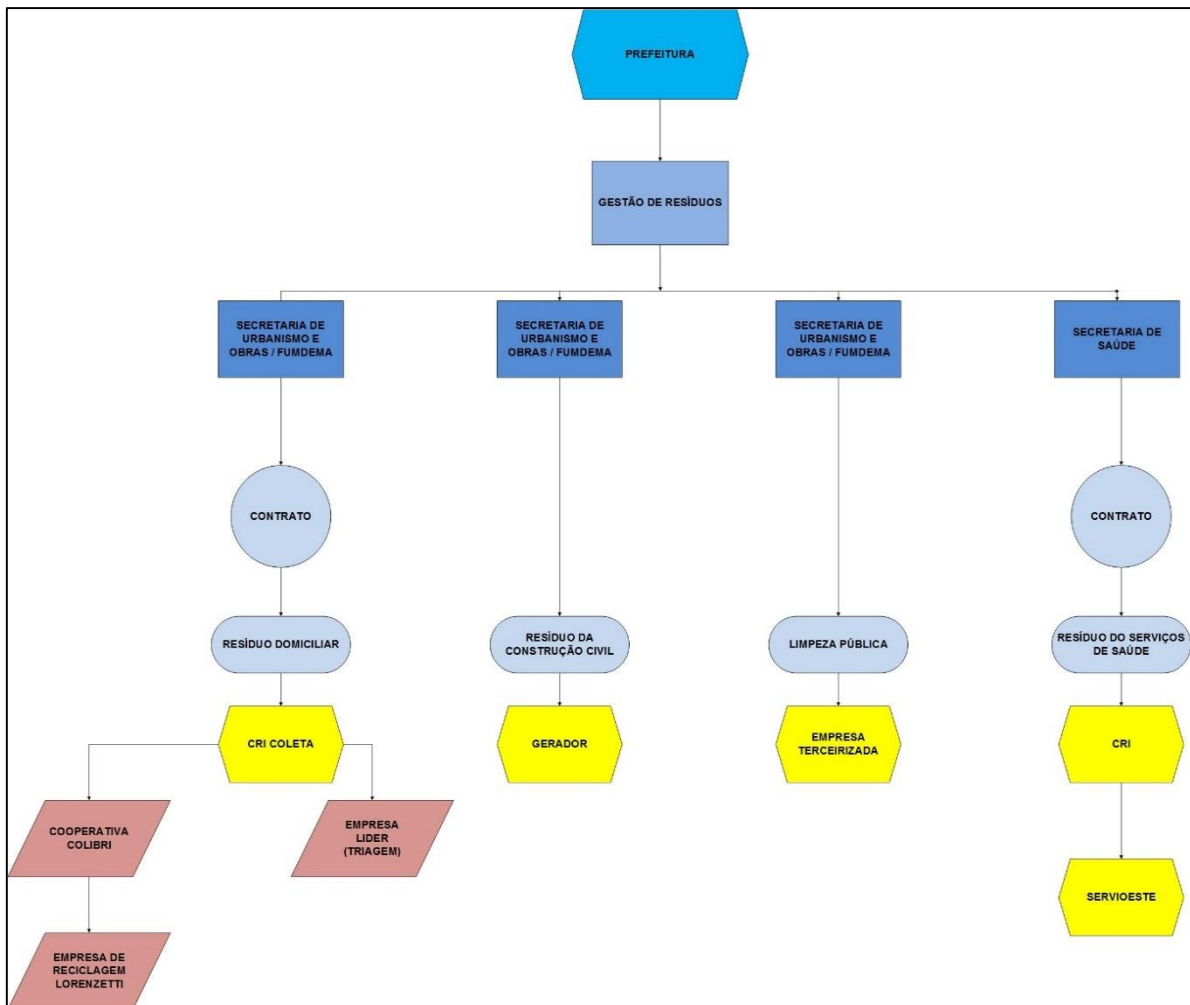 PREFEITURA
GESTÃO DE RESÍDUOS
SECRETARIA DE
URBANISMO E
OBRAS / FUMDEMA
SECRETARIA DE
URBANISMO E
OBRAS / FUMDEMA
SECRETARIA DE
URBANISMO E
OBRAS / FUMDEMA
SECRETARIA DE
SAÚDE
CONTRATO
CONTRATO
RESÍDUO DOMICILIAR
RESÍDUO DA
CONSTRUÇÃO CIVIL
LIMPEZA PÚBLICA
RESÍDUO DO SERVIÇOS
DE SAÚDE
CRI COLETA
GERADOR
EMPRESA
TERCEIRIZADA
CRI
COOPERATIVA
COLIBRI
EMPRESA
LIDER
(TRIAGEM)
SERVIOESTE
EMPRESA DE
RECICLAGEM
LORENZETTI